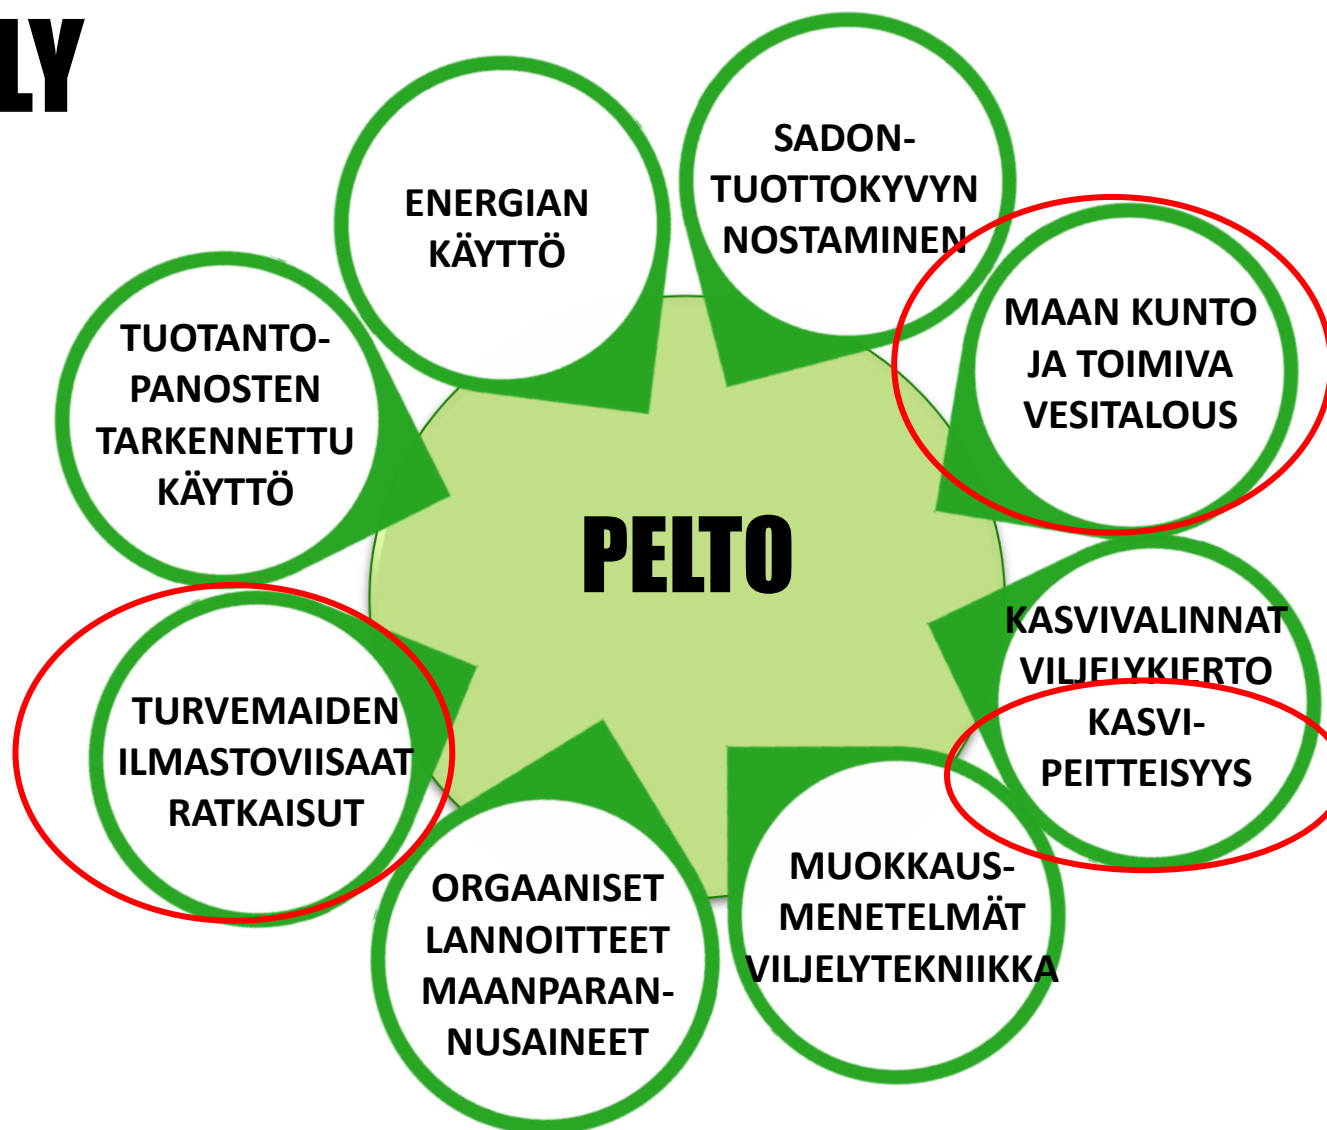 LY
ENERGIAN
KÄYTTÖ
SADON-
TUOTTOKYVYN
NOSTAMINEN
MAAN KUNTO
JA TOIMIVA
VESITALOUS
TUOTANTO-
PANOSTEN
TARKENNETTU
KÄYTTÖ
PELTO
KASVIVALINNAT
VILJELYKIERTO
KASVI-
PEITTEISYYS
TURVEMAIDEN
ILMASTOVIISAAT
RATKAISUT
ORGAANISET
LANNOITTEET
MAANPARAN-
NUSAINEET
MUOKKAUS-
MENETELMÄT
VILJELYTEKNIIKKA